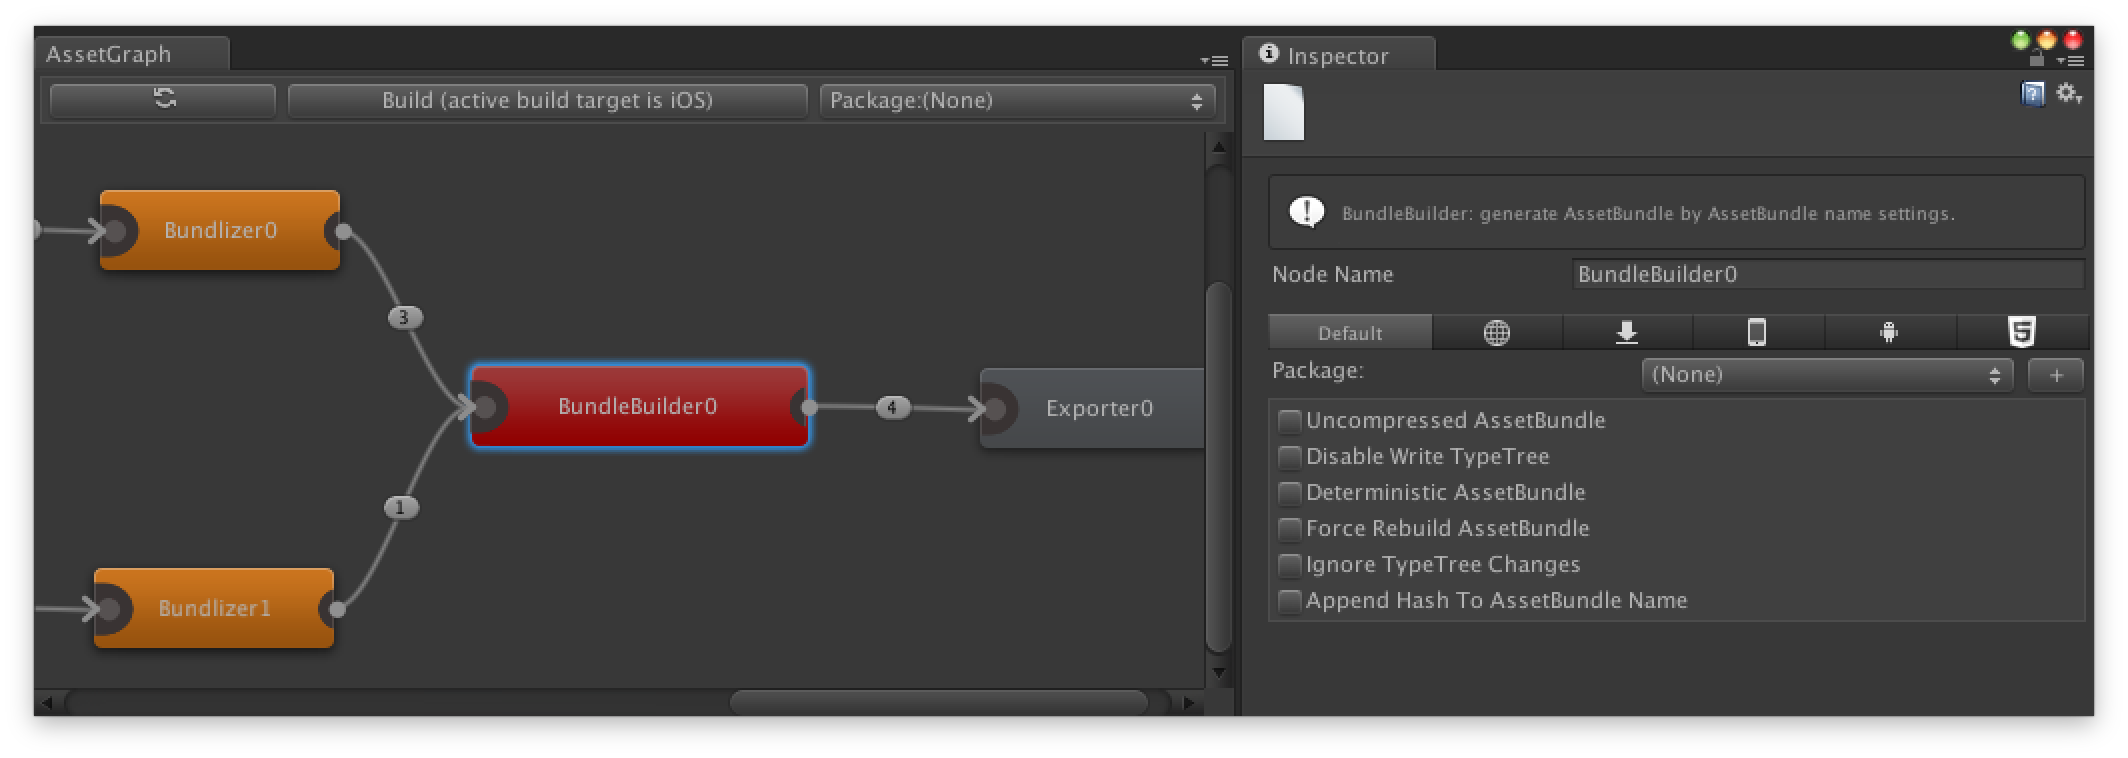 AssetGraph
Build (active build target is iOS)
Package:(None)
Bundlizer0
3
BundleBuilder0
4
Exporter0
1
Bundlizer1
Inspector
BundleBuilder: generate AssetBundle by AssetBundle name settings.
Node Name
BundleBuilder0
Default
5
Package:
(None)
+
Uncompressed AssetBundle
Disable Write TypeTree
Deterministic AssetBundle
Force Rebuild AssetBundle
Ignore TypeTree Changes
Append Hash To AssetBundle Name